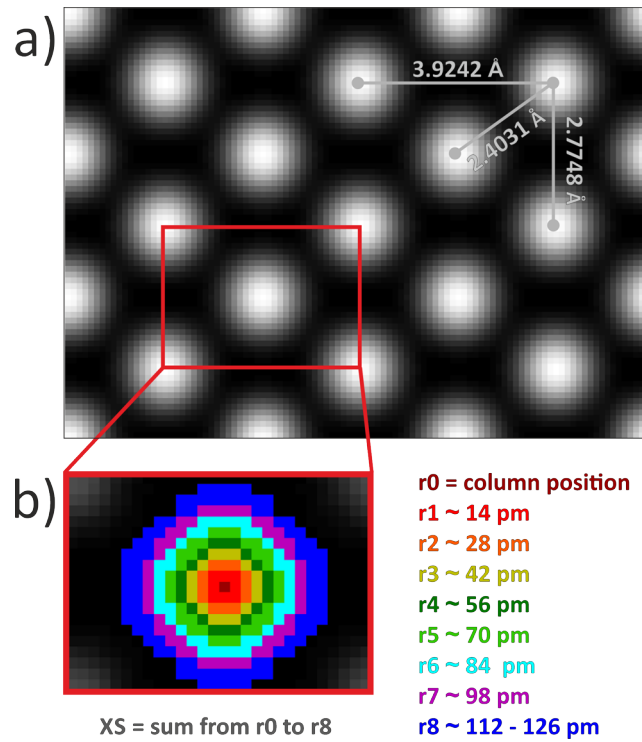 a)
3.9242 Å
2.4031 Å
2.7748 Å
b)
r0 = column position
r1 ~ 14 pm
r2 ~ 28 pm
r3 ~ 42 pm
r4 ~ 56 pm
r5 ~ 70 pm
r6 ~ 84 pm
r7 ~ 98 pm
r8 ~ 112 - 126 pm
XS = sum from r0 to r8